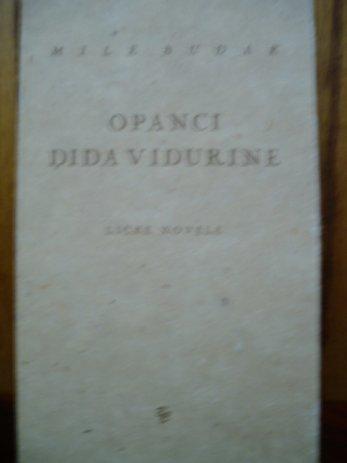 MILE BUDAK
OPANCI
DIDA VIDURINE
LIČKE NOVELE